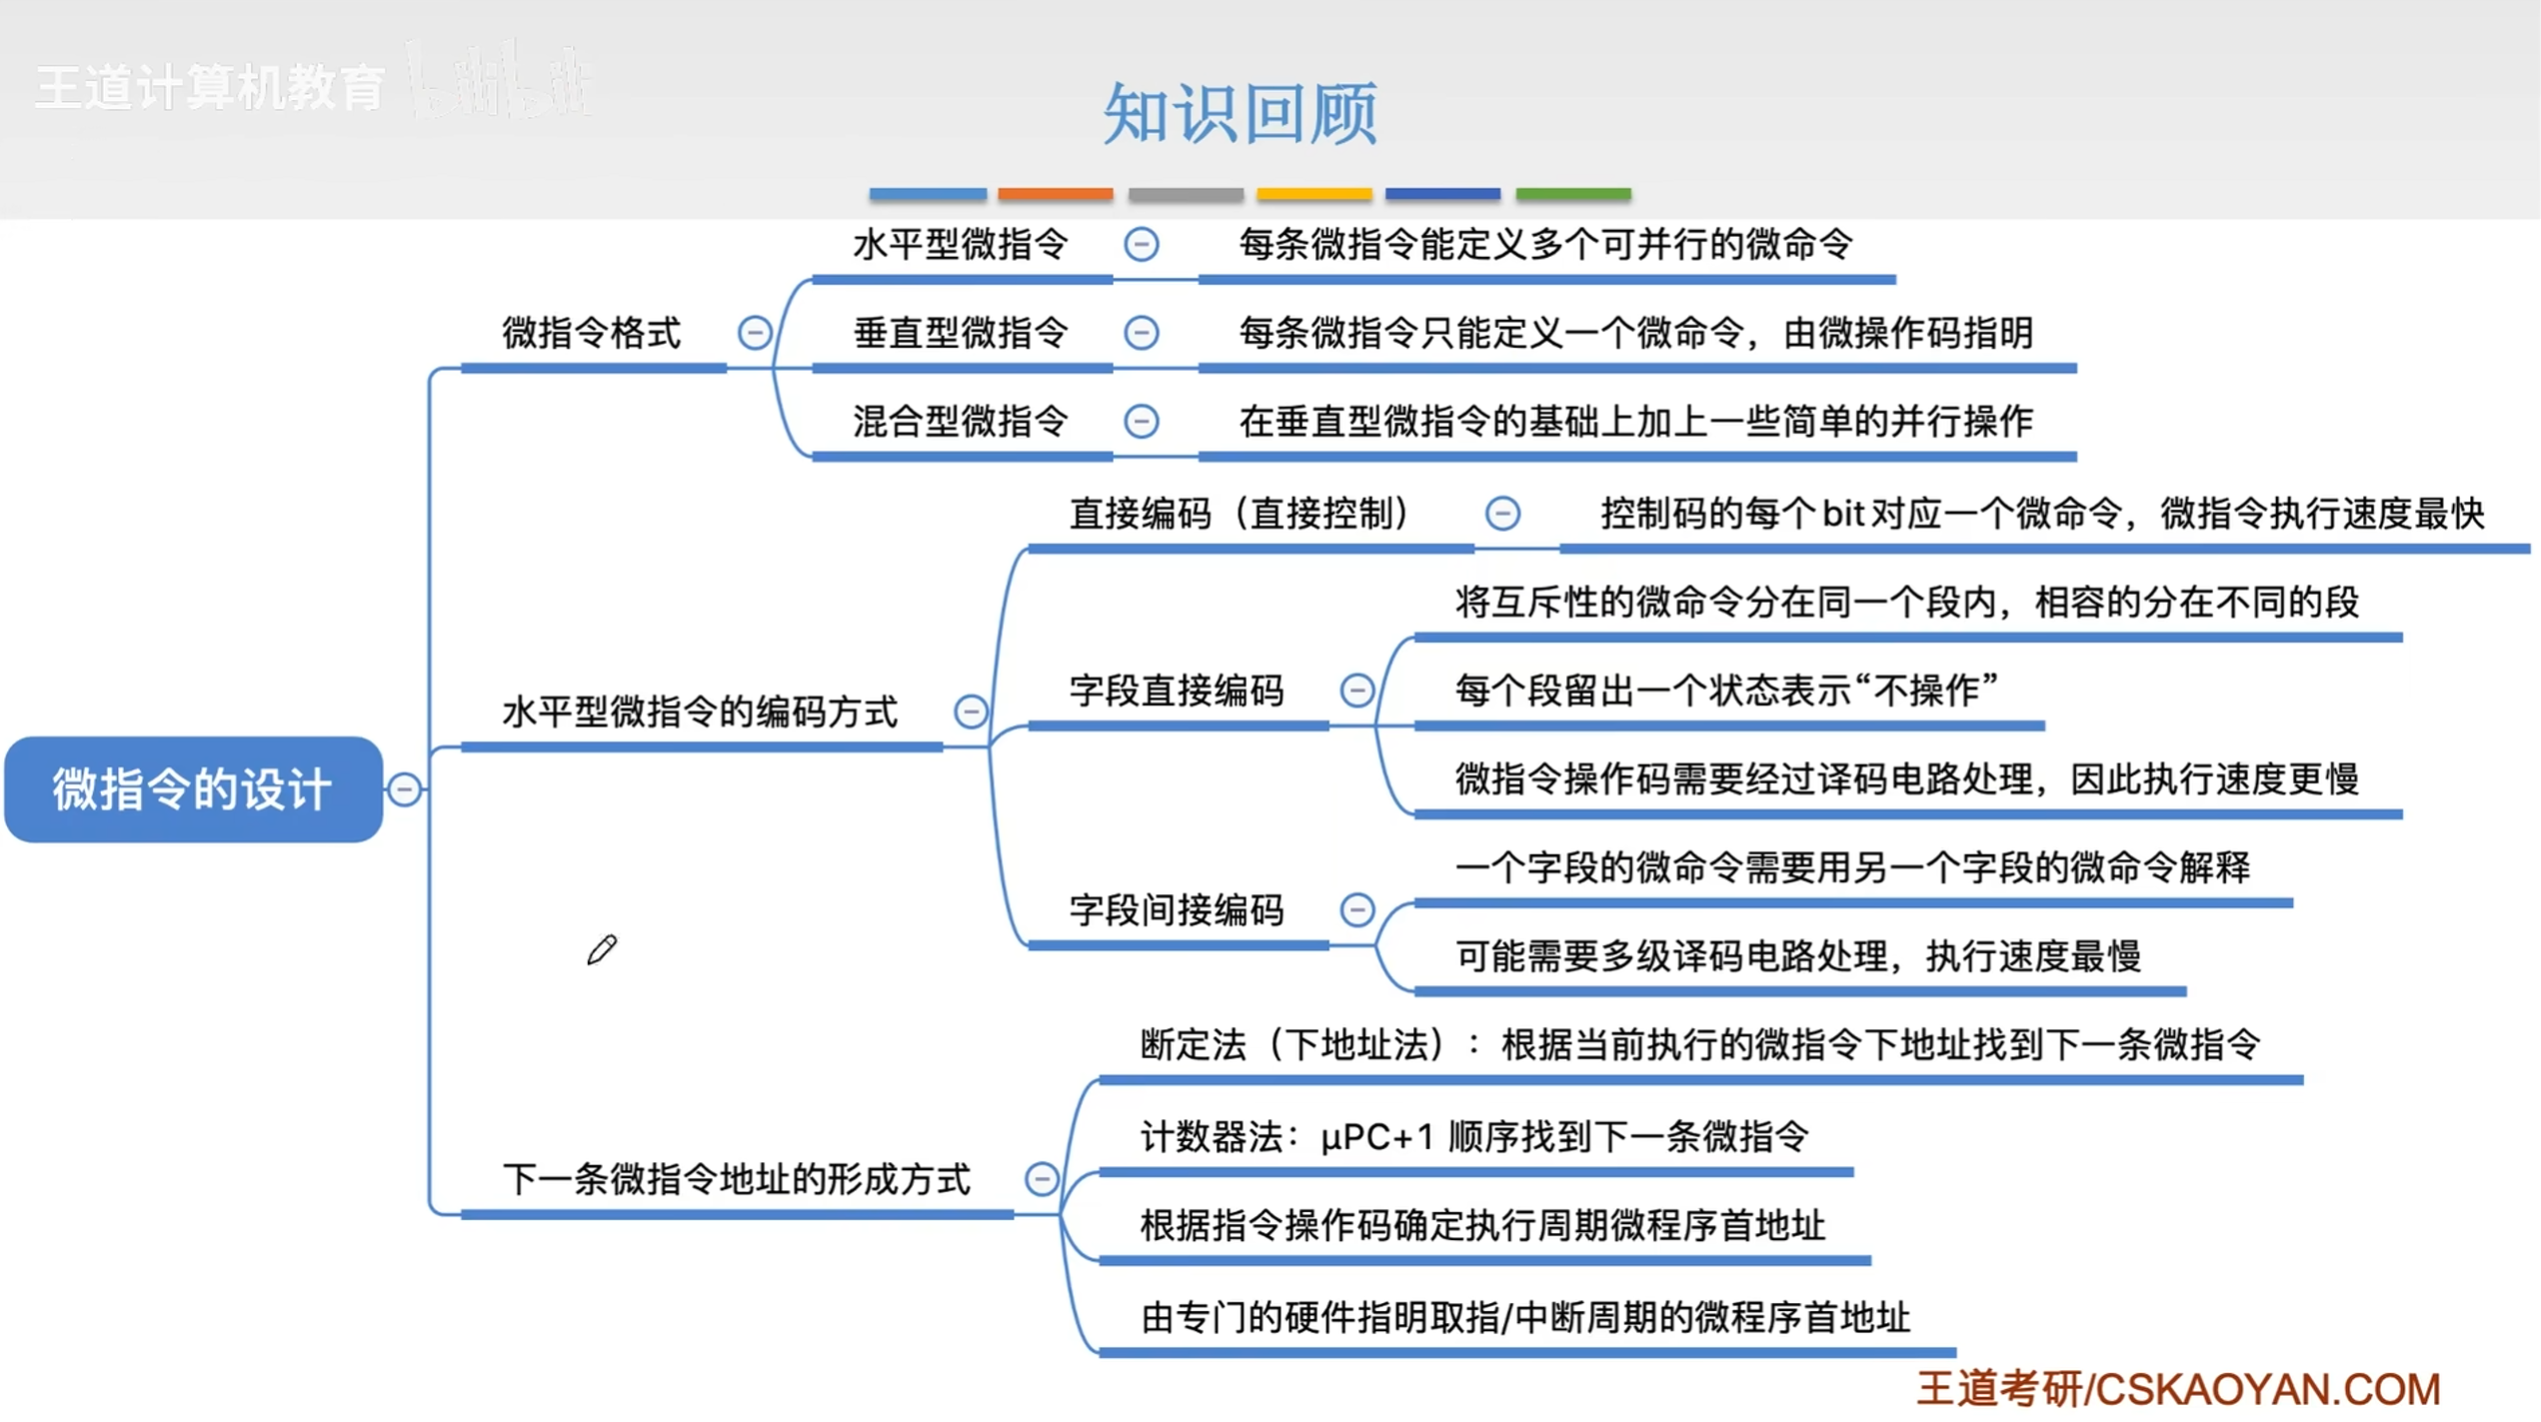 王道计算机教育 bilibili
知识回顾
微指令的设计
微指令格式
水平型微指令
每条微指令能定义多个可并行的微命令
垂直型微指令
每条微指令只能定义一个微命令，由微操作码指明
混合型微指令
在垂直型微指令的基础上加上一些简单的并行操作
水平型微指令的编码方式
直接编码（直接控制）
控制码的每个bit对应一个微命令，微指令执行速度最快
字段直接编码
将互斥性的微命令分在同一个段内，相容的分在不同的段
每个段留出一个状态表示“不操作”
微指令操作码需要经过译码电路处理，因此执行速度更慢
字段间接编码
一个字段的微命令需要用另一个字段的微命令解释
可能需要多级译码电路处理，执行速度最慢
下一条微指令地址的形成方式
断定法（下地址法）：根据当前执行的微指令下地址找到下一条微指令
计数器法：μPC+1 顺序找到下一条微指令
根据指令操作码确定执行周期微程序首地址
由专门的硬件指明取指/中断周期的微程序首地址
王道考研/CSKAOYAN.COM